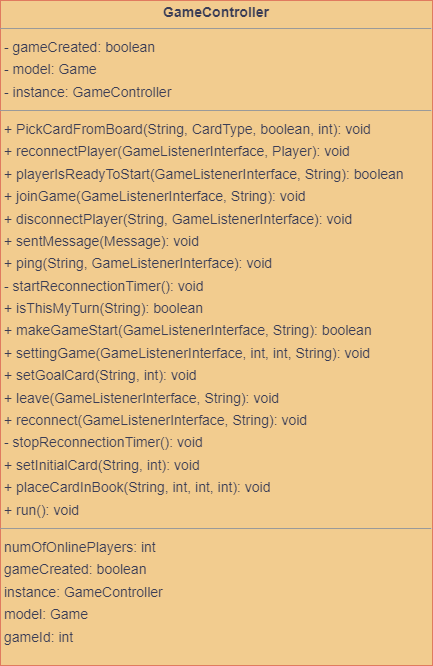 GameController
- gameCreated: boolean
- model: Game
- instance: GameController
+ PickCardFromBoard(String, CardType, boolean, int): void
+ reconnectPlayer(GameListenerInterface, Player): void
+ playerIsReadyToStart(GameListenerInterface, String): boolean
+ joinGame(GameListenerInterface, String): void
+ disconnectPlayer(String, GameListenerInterface): void
+ sentMessage(Message): void
+ ping(String, GameListenerInterface): void
- startReconnectionTimer(): void
+ isThisMyTurn(String): boolean
+ makeGameStart(GameListenerInterface, String): boolean
+ settingGame(GameListenerInterface, int, int, String): void
+ setGoalCard(String, int): void
+ leave(GameListenerInterface, String): void
+ reconnect(GameListenerInterface, String): void
- stopReconnectionTimer(): void
+ setInitialCard(String, int): void
+ placeCardInBook(String, int, int, int): void
+ run(): void
numOfOnlinePlayers: int
gameCreated: boolean
instance: GameController
model: Game
gameId: int